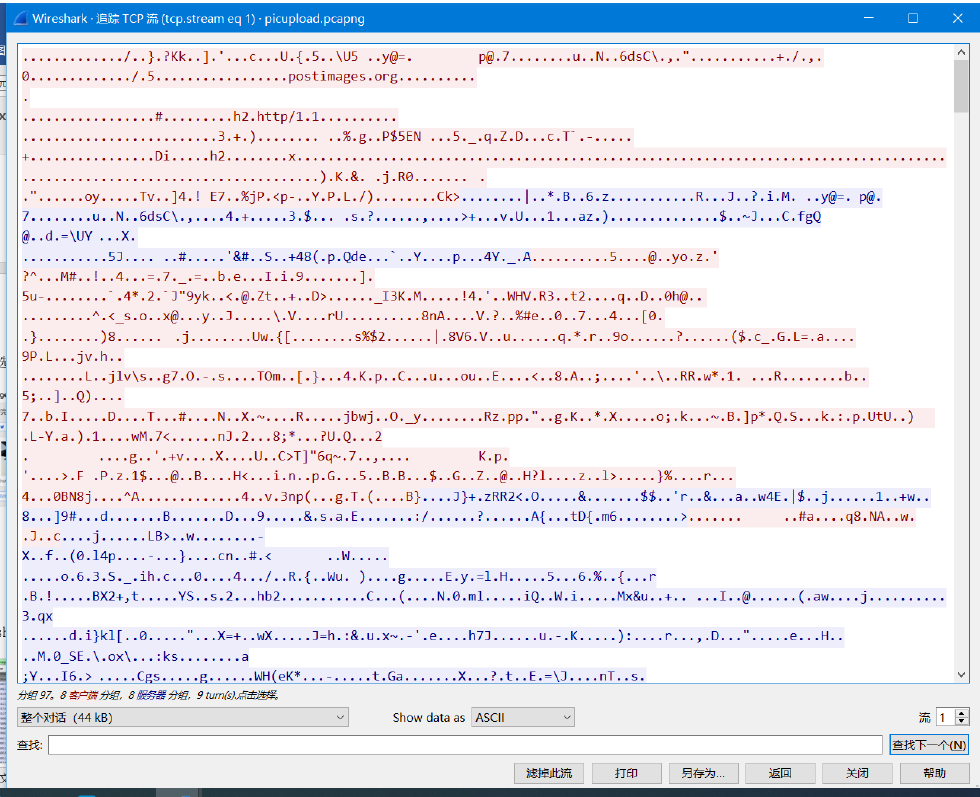 Wireshark · 追踪 TCP 流 (tcp.stream eq 1) · picupload.pcapng
............./..}.?Kk..].'...c...U.{.5..\U5 ..y@=. p@.7........u..N..6dsC\.,."...........+./.,.
0............/.5.................postimages.org..........
.
.................#.........h2.http/1.1..........
.......................3.+.)........ ..%.g..P$5EN ...5._.q.Z.D...c.T`.-.....
+...............Di.....h2........x.....
.................................).K.&. .j.R0....... .
."......oy.....Tv..]4.! E7..%jP.<p-..Y.P.L./)........Ck>........|..*.B..6.z...........R...J..?.i.M. ..y@=. p@.
7........u..N..6dsC\.,....4.+.....3.$... .s.?......,....>+...v.U...1...az.)..............$..~J...C.fgQ
@..d.=\UY ...X.
...........5J.... ..#.....'&#..S..+48(.p.Qde...`..Y....p...4Y._.A..........5....@..yo.z.'
?^...M#..!..4...=.7._.=..b.e...I.i.9.......].
5u-........`.4*.2.`J"9yk..<.@.Zt..+..D>......_I3K.M.....!4.'..WHV.R3..t2....q..D..0h@..
.........^.<_s.o..x@...y..J.....\.V....rU..........8nA....V.?..%#e..0..7...4...[0.
.}........)8...... .j........Uw.{[........s%$2......|.8V6.V..u......q.*.r..9o......?......($.c_.G.L=.a....
9P.L...jv.h..
........L..jlv\s..g7.O.-.s....TOm..[.}...4.K.p..C...u...ou..E....<..8.A..;....'..\..RR.w*.1. ...R........b..
5;..]..Q)....
7..b.I.....D....T...#....N..X.~....R.....jbwj..O._y........Rz.pp."..g.K..*.X.....o;.k...~.B.]p*.Q.S...k.:.p.UtU..)
.L-Y.a.).1....wM.7<......nJ.2...8;*...?U.Q...2
. ....g..'.+v....X....U..C>T]"6q~.7..,.... K.p.
'....>.F .P.z.1$...@..B....H<...i.n..p.G...5..B.B...$..G..Z..@..H?l....z..l>.....}%....r...
4...0BN8j....^A............4..v.3np(...g.T.(....B}....J}+.zRR2<.O.....&.......$$..'r..&...a..w4E.|$..j......1..+w..
8...]9#...d.......B.......D...9.....&.s.a.E.......:/......?......A{...tD{.m6........>....... ..#a....q8.NA..w.
.J..c....j......LB>..w........-
X..f..(0.l4p....-...}....cn..#.< ..W.....
.....o.6.3.S._.ih.c...0....4.../..R.{..Wu. )....g.....E.y.=l.H.....5...6.%..{...r
.B.!.....BX2+,t.....YS..s.2...hb2...........C...(....N.0.ml.....iQ..W.i.....Mx&u..+.. ...I..@......(.aw....j..........
3.qx
......d.i}kl[..0....."...X=+..wX.....J=h.:&.u.x~.-'.e....h7J......u.-.K.....):....r...,.D..."......e...H..
..M.0_SE.\.ox\...:ks........a
;Y...I6.> .....Cgs.....g......WH(eK*...-.....t.Ga.......X...?.t..E.=\J....nT..s.
分组 97。8 客户端 分组，8 服务器 分组，9 turn(s).点击选择。
整个对话 (44 kB)
Show data as
ASCII
流
1
查找:
查找下一个(N)
滤掉此流
打印
另存为...
返回
关闭
帮助